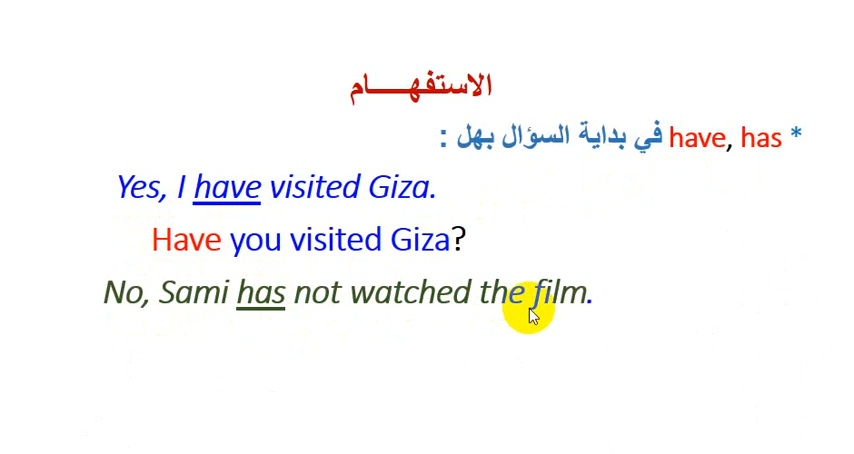 الاستفهــــــام
* have, has في بداية السؤال بهل :
Yes, I have visited Giza.
Have you visited Giza?
No, Sami has not watched the film.